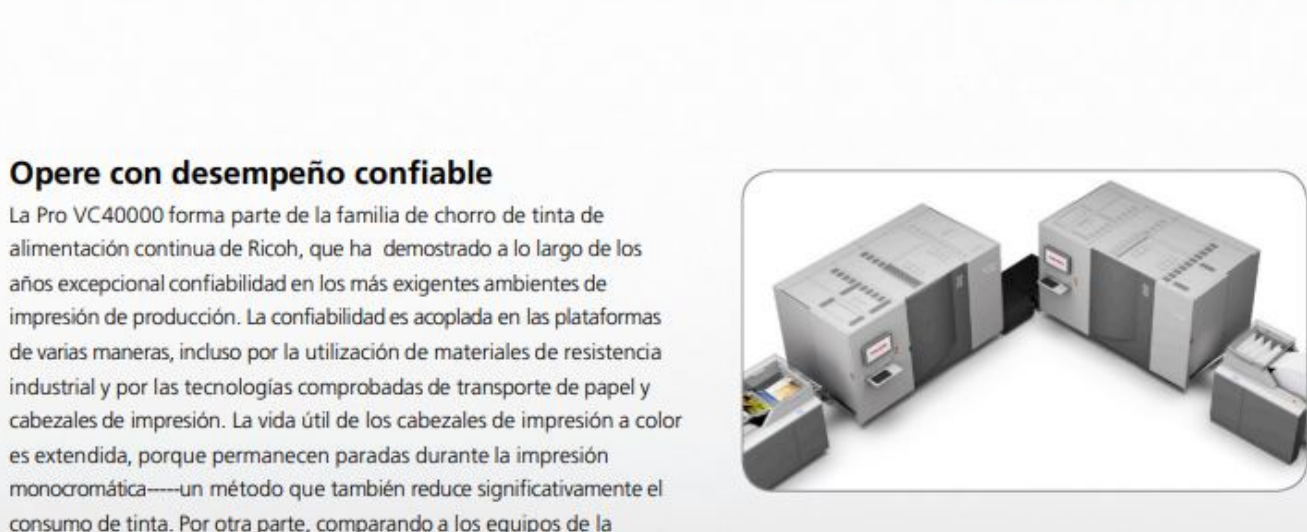 Opere con desempeño confiable
La Pro VC40000 forma parte de la familia de chorro de tinta de
alimentación continua de Ricoh, que ha demostrado a lo largo de los
años excepcional confiabilidad en los más exigentes ambientes de
impresión de producción. La confiabilidad es acoplada en las plataformas
de varias maneras, incluso por la utilización de materiales de resistencia
industrial y por las tecnologías comprobadas de transporte de papel y
cabezales de impresión. La vida útil de los cabezales de impresión a color
es extendida, porque permanecen paradas durante la impresión
monocromática-----un método que también reduce significativamente el
consumo de tinta. Por otra parte, comparando a los equipos de la